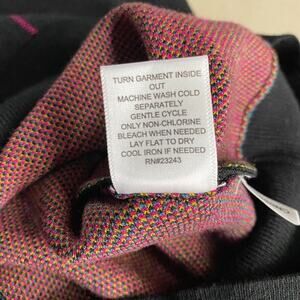 TURN GARMENT INSIDE
OUT
MACHINE WASH COLD
SEPARATELY
GENTLE CYCLE
ONLY NON-CHLORINE
BLEACH WHEN NEEDED
LAY FLAT TO DRY
COOL IRON IF NEEDED
RN#23243